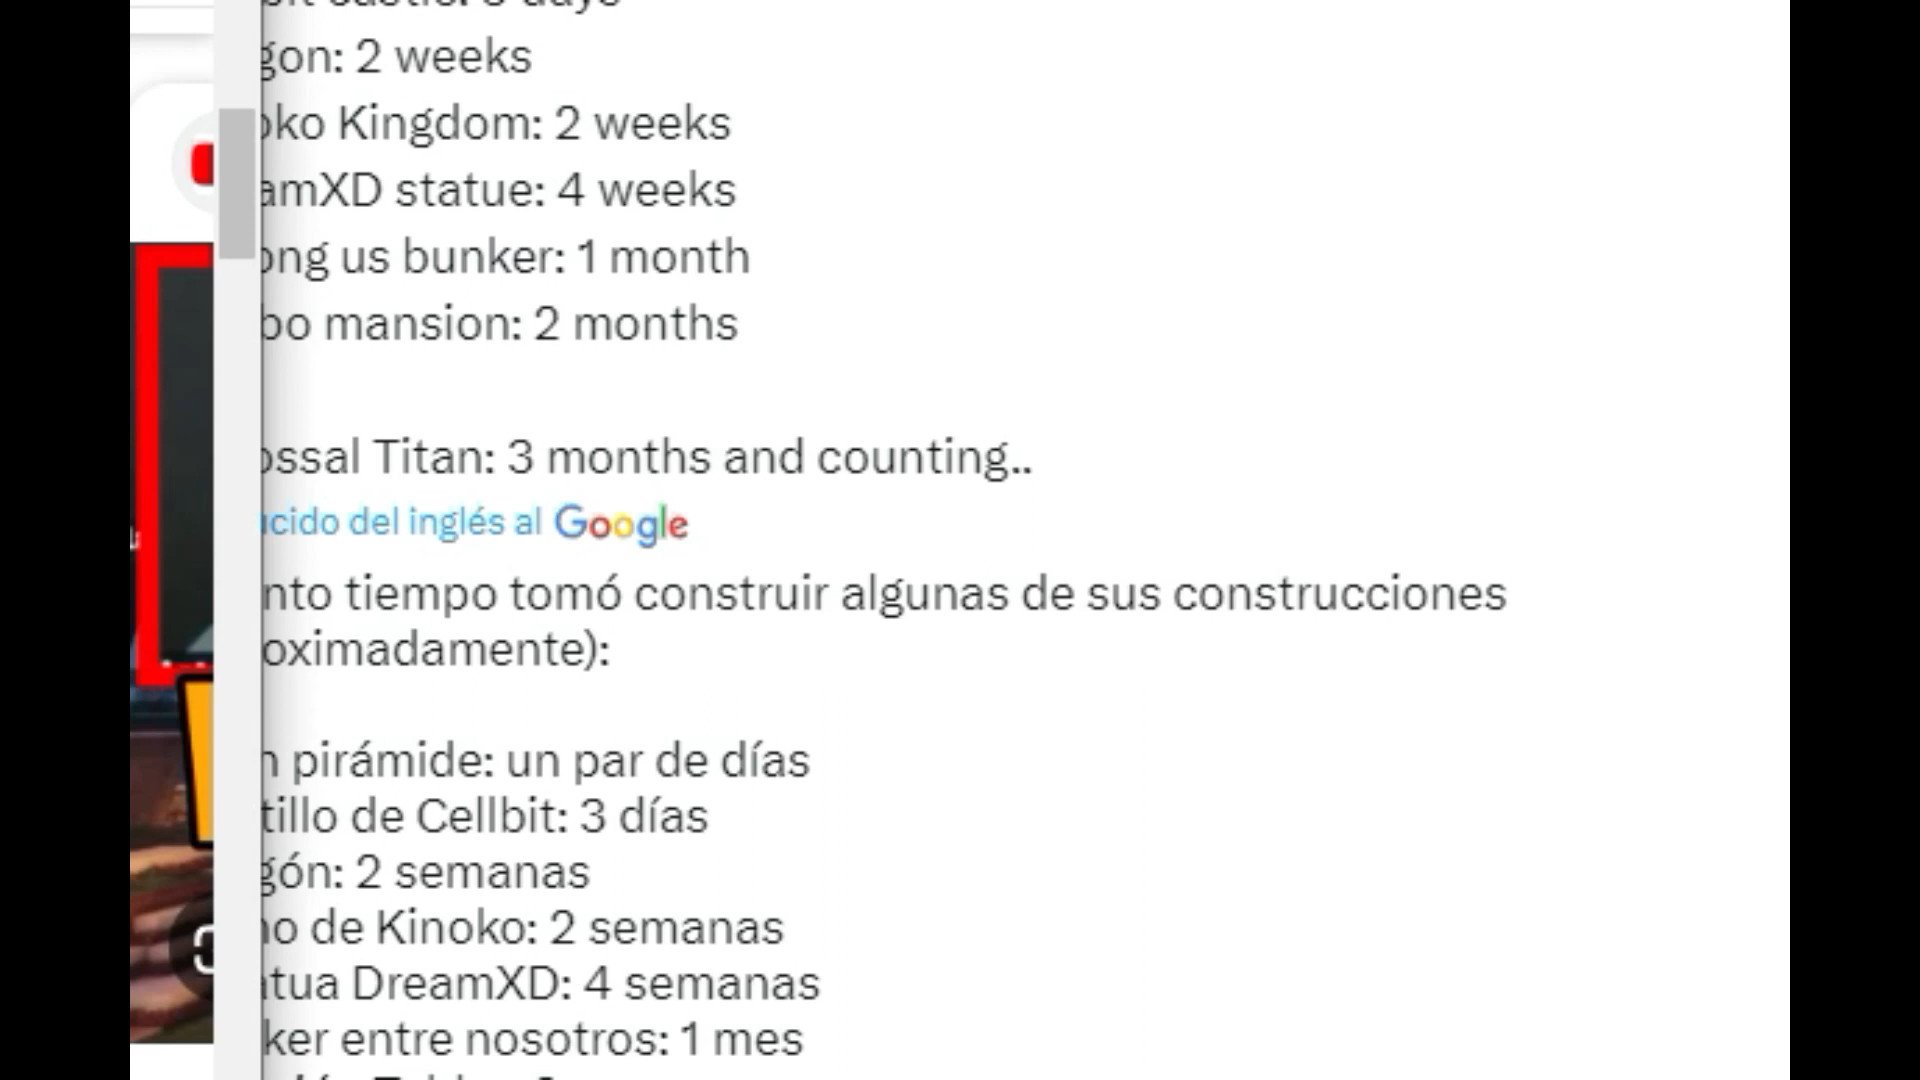 gon: 2 weeks
oko Kingdom: 2 weeks
amXD statue: 4 weeks
ong us bunker: 1 month
bo mansion: 2 months
ossal Titan: 3 months and counting..
ucido del inglés al Google
nto tiempo tomó construir algunas de sus construcciones
oximadamente):
n pirámide: un par de días
tillo de Cellbit: 3 días
gón: 2 semanas
no de Kinoko: 2 semanas
atua DreamXD: 4 semanas
ker entre nosotros: 1 mes